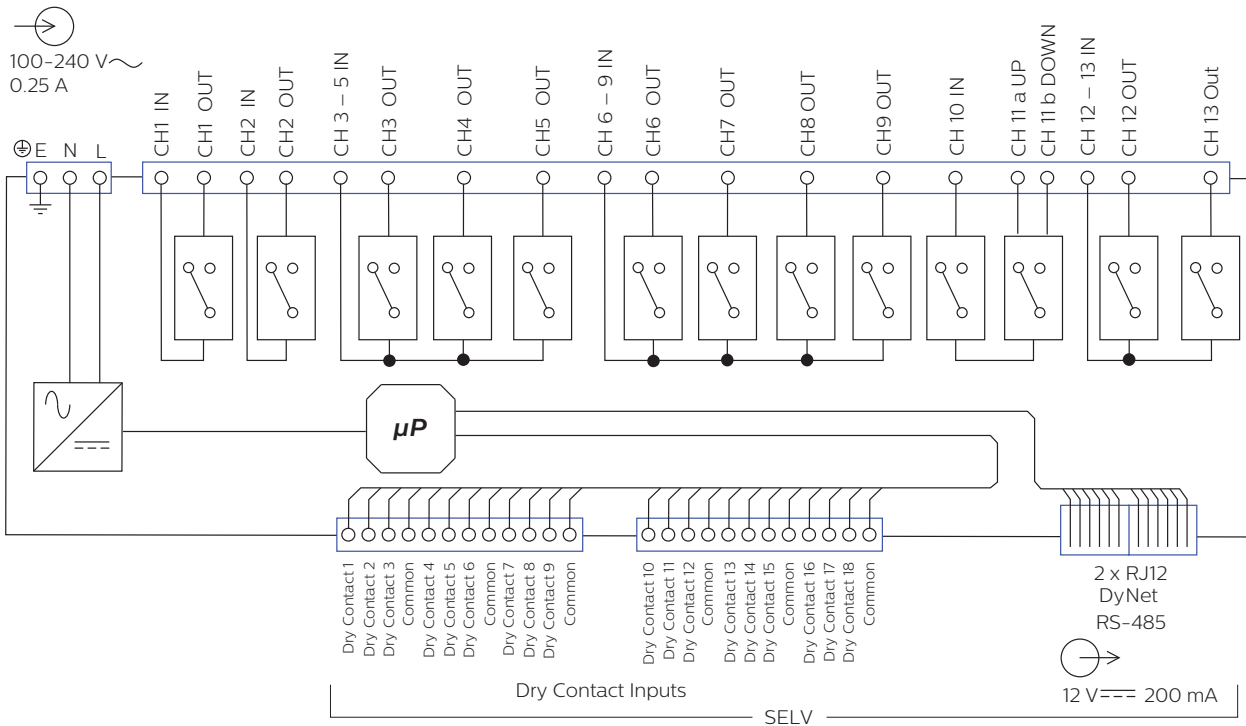 100-240 V
0.25 A
E N L
CH1 IN
CH1 OUT
CH2 IN
CH2 OUT
CH 3 – 5 IN
CH3 OUT
CH4 OUT
CH5 OUT
CH 6 – 9 IN
CH6 OUT
CH7 OUT
CH8 OUT
CH9 OUT
CH 10 IN
CH 11 a UP
CH 11 b DOWN
CH 12 – 13 IN
CH 12 OUT
CH 13 Out
µP
Dry Contact 1
Dry Contact 2
Dry Contact 3
Common
Dry Contact 4
Dry Contact 5
Dry Contact 6
Common
Dry Contact 7
Dry Contact 8
Dry Contact 9
Common
Dry Contact 10
Dry Contact 11
Dry Contact 12
Common
Dry Contact 13
Dry Contact 14
Dry Contact 15
Common
Dry Contact 16
Dry Contact 17
Dry Contact 18
Common
2 x RJ12
DyNet
RS-485
12 V 200 mA
Dry Contact Inputs
SELV